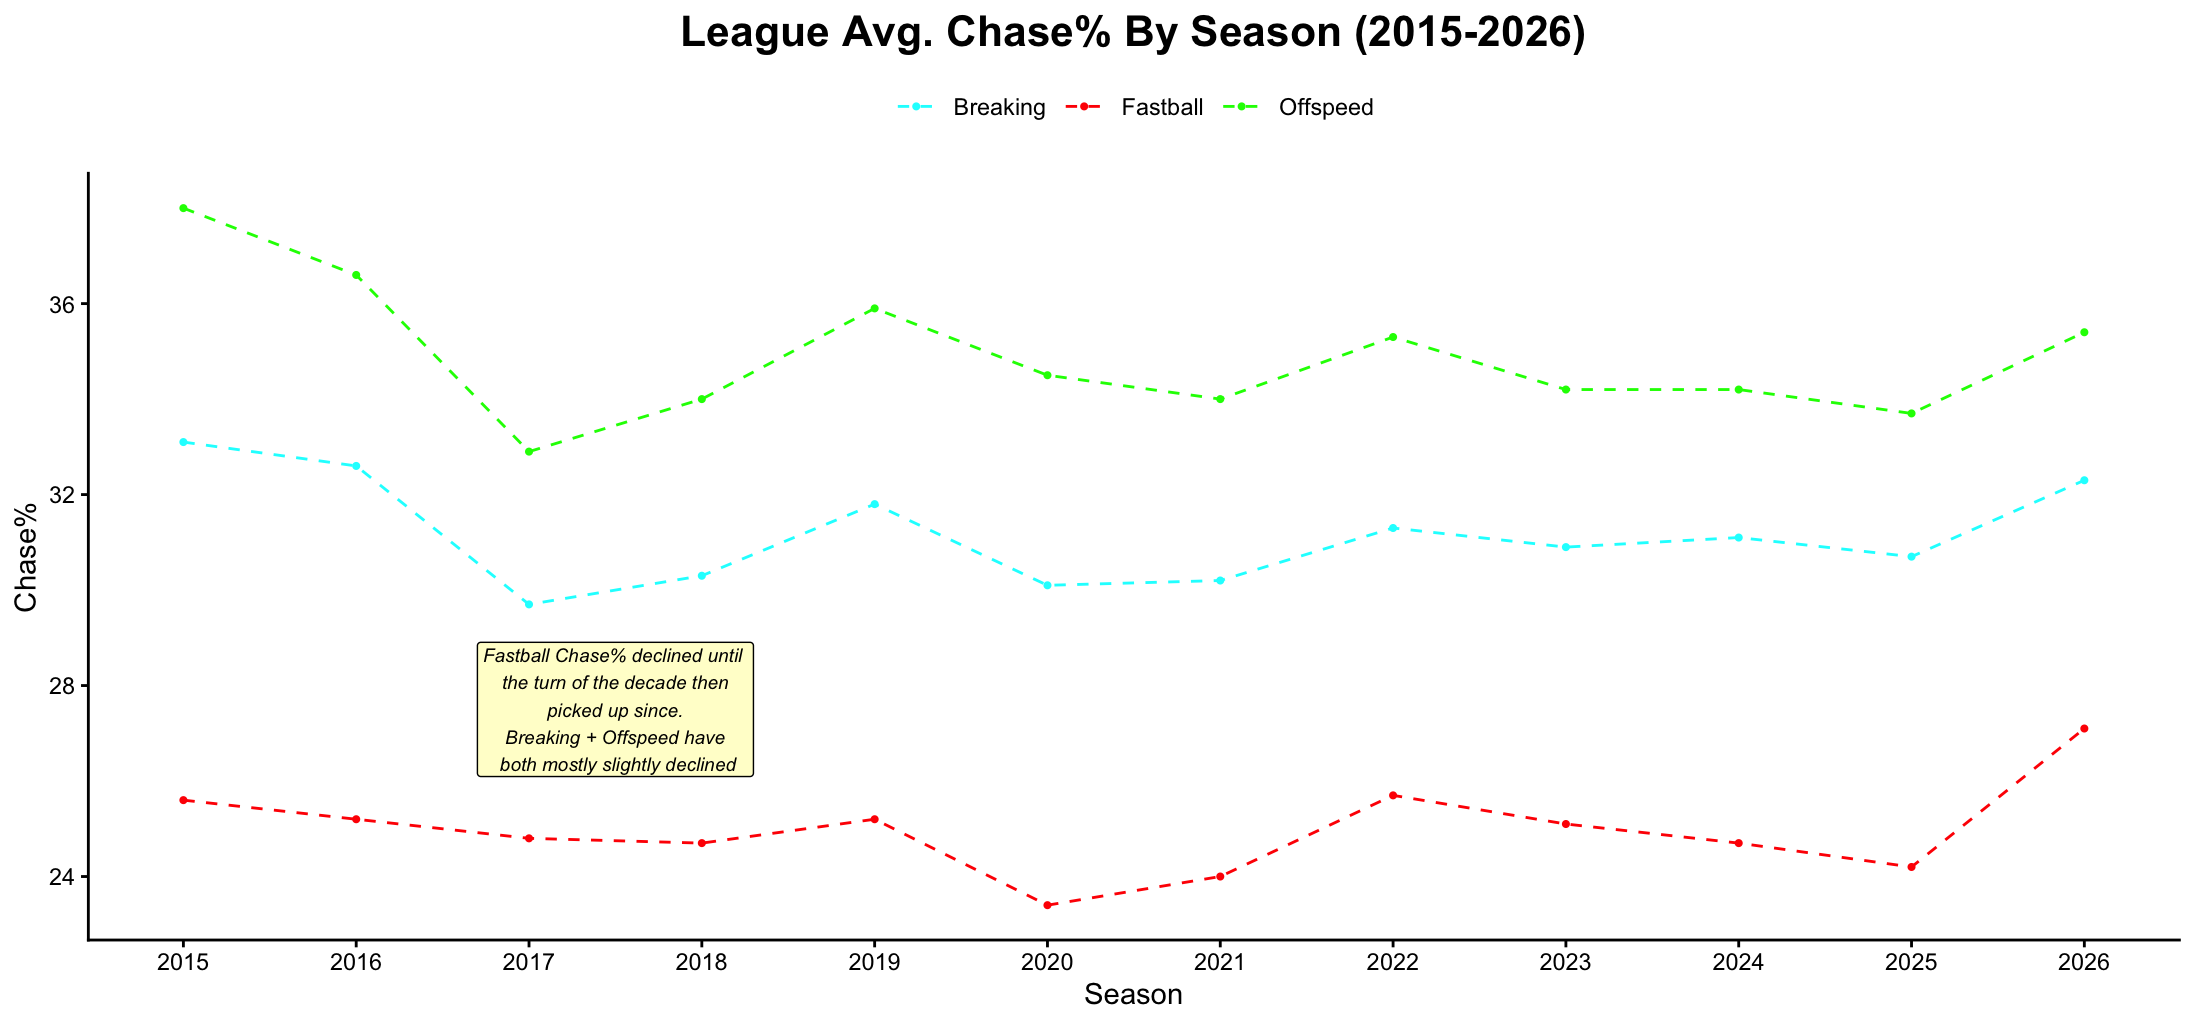 League Avg. Chase% By Season (2015-2026)
Breaking Fastball Offspeed
36
32
28
24
Chase%
Fastball Chase% declined until
the turn of the decade then
picked up since.
Breaking + Offspeed have
both mostly slightly declined
2015 2016 2017 2018 2019 2020 2021 2022 2023 2024 2025 2026
Season